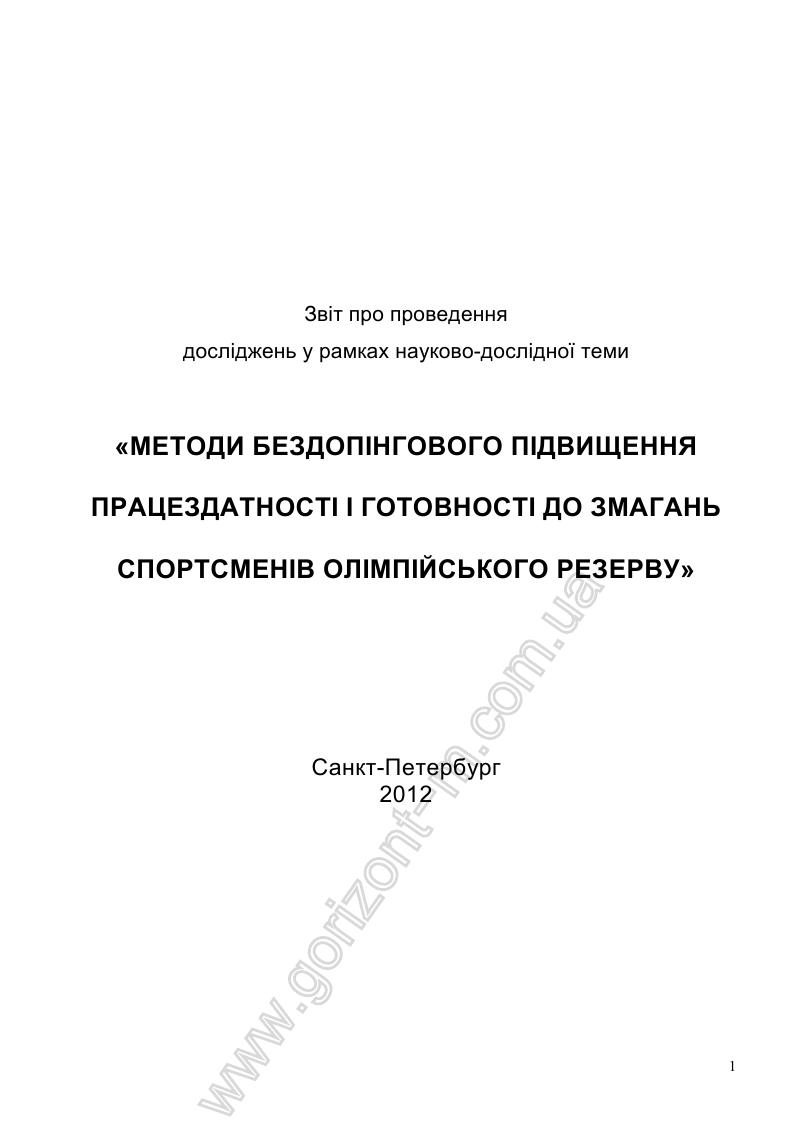 Звіт про проведення
досліджень у рамках науково-дослідної теми
«МЕТОДИ БЕЗДОПІНГОВОГО ПІДВИЩЕННЯ
ПРАЦЕЗДАТНОСТІ І ГОТОВНОСТІ ДО ЗМАГАНЬ
СПОРТСМЕНІВ ОЛІМПІЙСЬКОГО РЕЗЕРВУ»
Санкт-Петербург
2012
www.gorizont-rm.com.ua
1